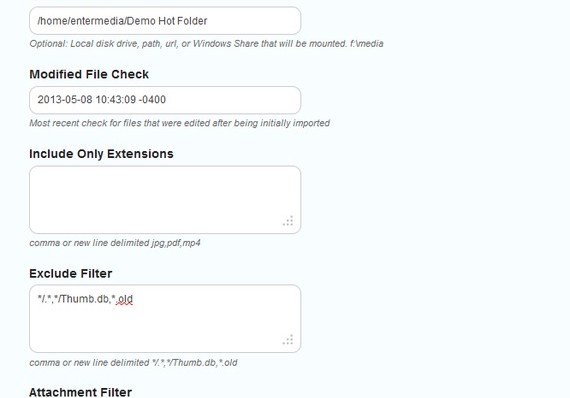 /home/entermedia/Demo Hot Folder
Optional: Local disk drive, path, url, or Windows Share that will be mounted. f:\media
Modified File Check
2013-05-08 10:43:09 -0400
Most recent check for files that were edited after being initially imported
Include Only Extensions
comma or new line delimited jpg,pdf,mp4
Exclude Filter
*/.*,*/Thumb.db,*.old
comma or new line delimited */.*,*/Thumb.db,*.old
Attachment Filter